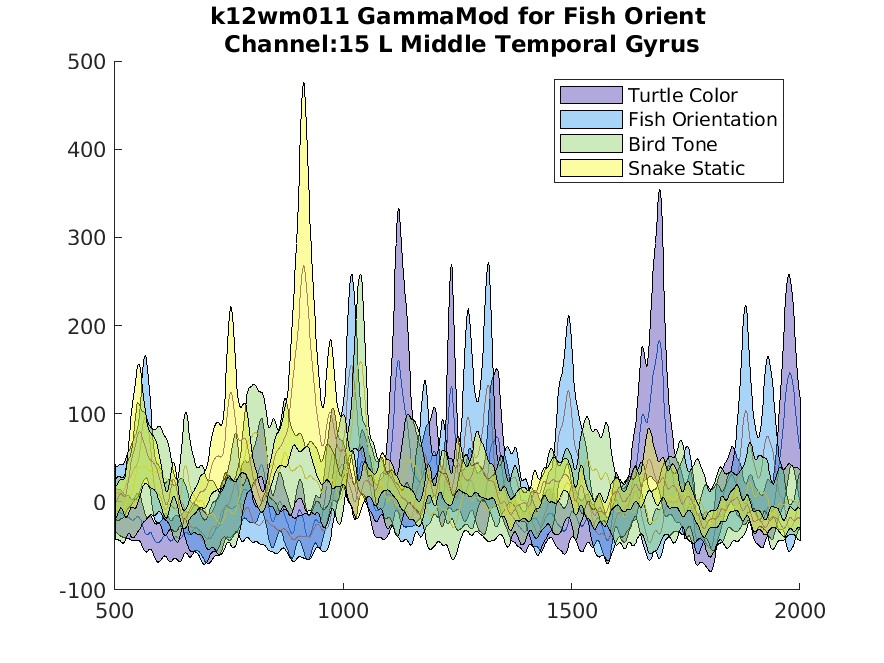 k12wm011 GammaMod for Fish Orient
Channel:15 L Middle Temporal Gyrus
500
400
300
200
100
0
-100
500
1000
1500
2000
Turtle Color
Fish Orientation
Bird Tone
Snake Static